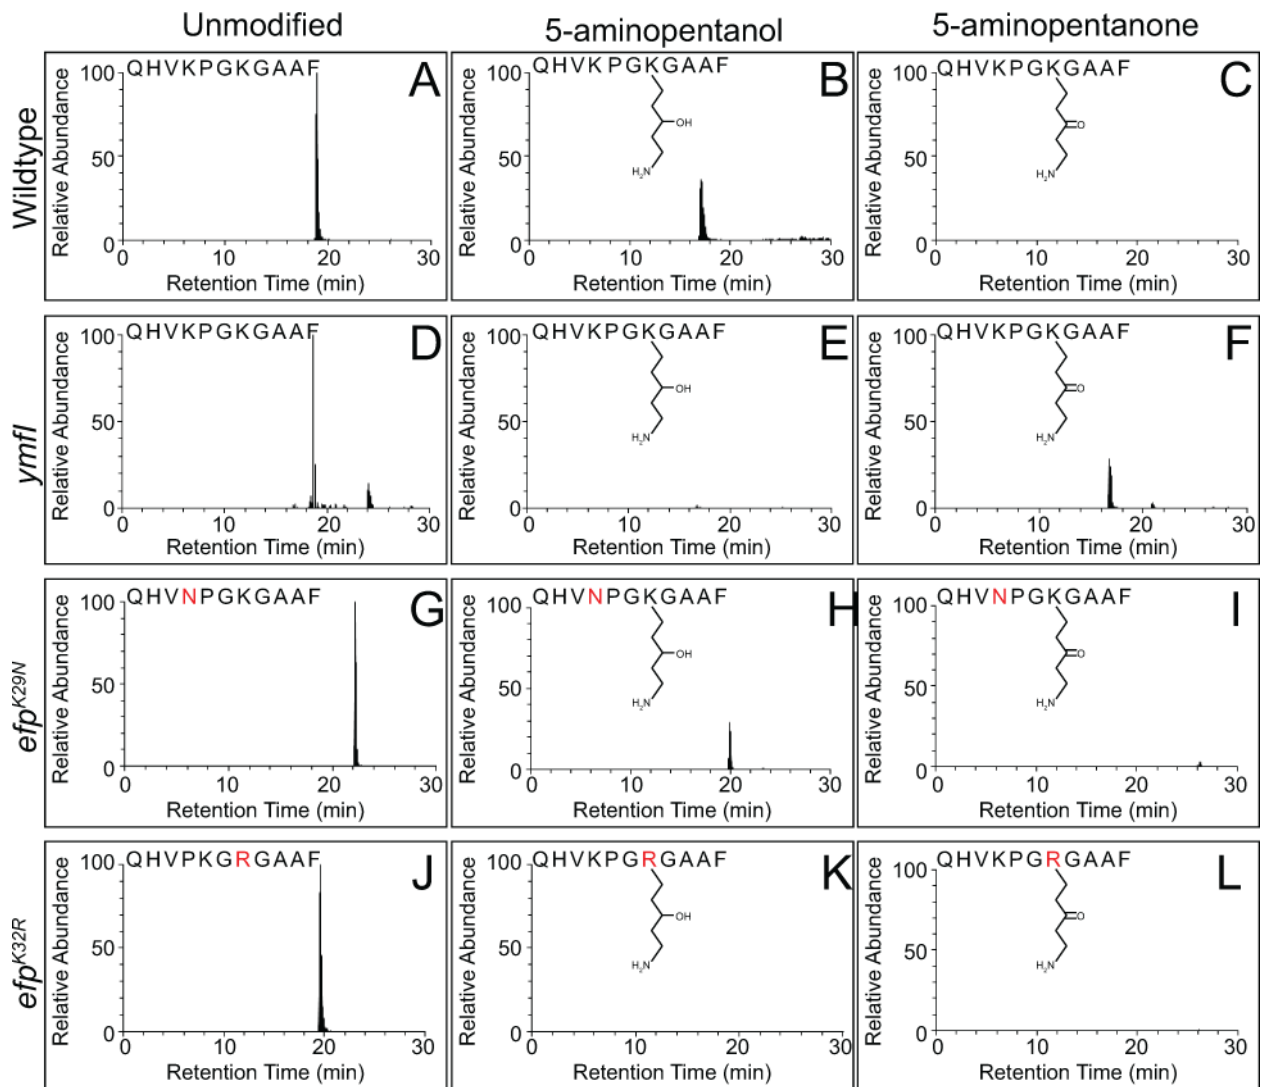 Unmodified
5-aminopentanol
5-aminopentanone
Wildtype
Relative Abundance
100
50
0
QHVKPGKGAAF
A
0 10 20 30
Retention Time (min)
Relative Abundance
100
50
0
QHVKPGKGAAF
OH
H2N
B
0 10 20 30
Retention Time (min)
Relative Abundance
100
50
0
QHVKPGKGAAF
O
H2N
C
0 10 20 30
Retention Time (min)
ymfI
Relative Abundance
100
50
0
QHVKPGKGAAF
D
0 10 20 30
Retention Time (min)
Relative Abundance
100
50
0
QHVKPGKGAAF
OH
H2N
E
0 10 20 30
Retention Time (min)
Relative Abundance
100
50
0
QHVKPGKGAAF
O
H2N
F
0 10 20 30
Retention Time (min)
efpK29N
Relative Abundance
100
50
0
QHVNPGKGAAF
G
0 10 20 30
Retention Time (min)
Relative Abundance
100
50
0
QHVNPGKGAAF
OH
H2N
H
0 10 20 30
Retention Time (min)
Relative Abundance
100
50
0
QHVNPGKGAAF
O
H2N
I
0 10 20 30
Retention Time (min)
efpK32R
Relative Abundance
100
50
0
QHVPKGRGAAF
J
0 10 20 30
Retention Time (min)
Relative Abundance
100
50
0
QHVKPGRGAAF
OH
H2N
K
0 10 20 30
Retention Time (min)
Relative Abundance
100
50
0
QHVKPGRGAAF
O
H2N
L
0 10 20 30
Retention Time (min)